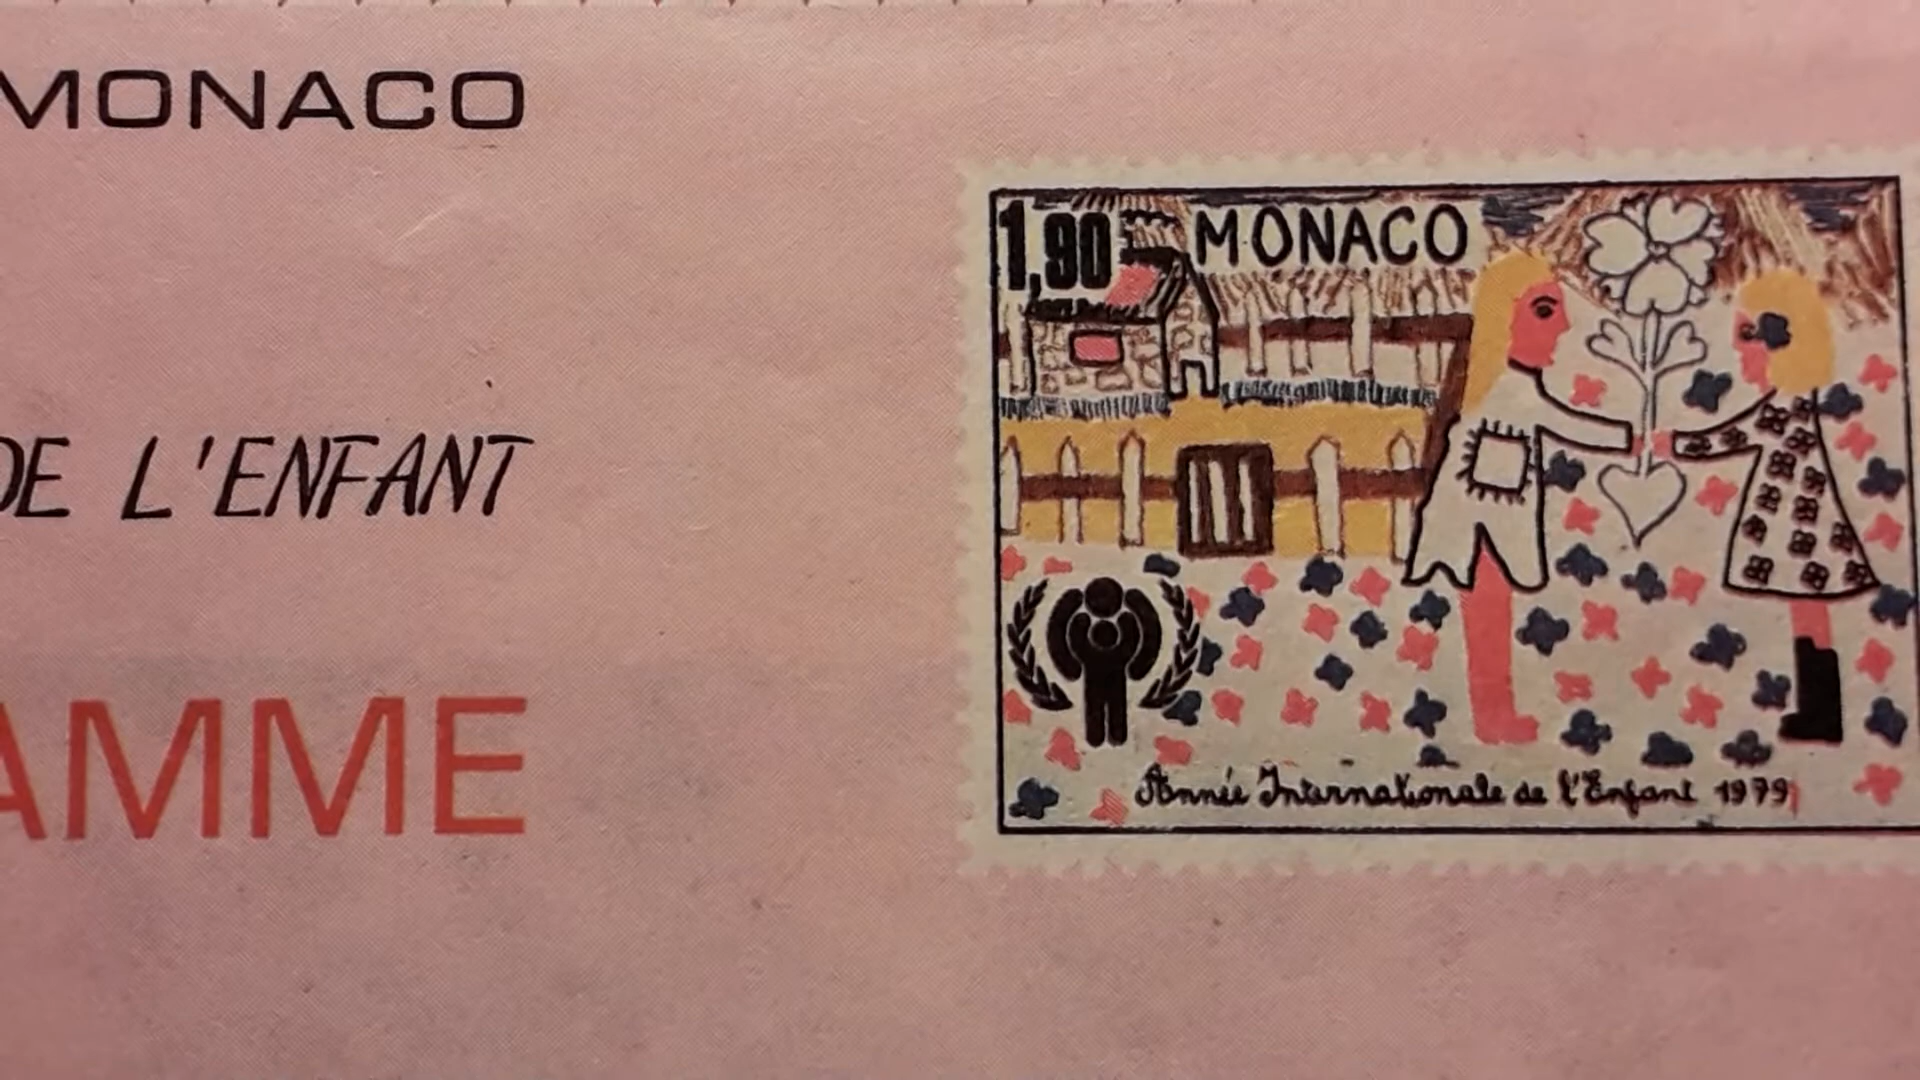 MONACO
DE L'ENFANT
AMME
1,90 MONACO
Année Internationale de l'Enfant 1979